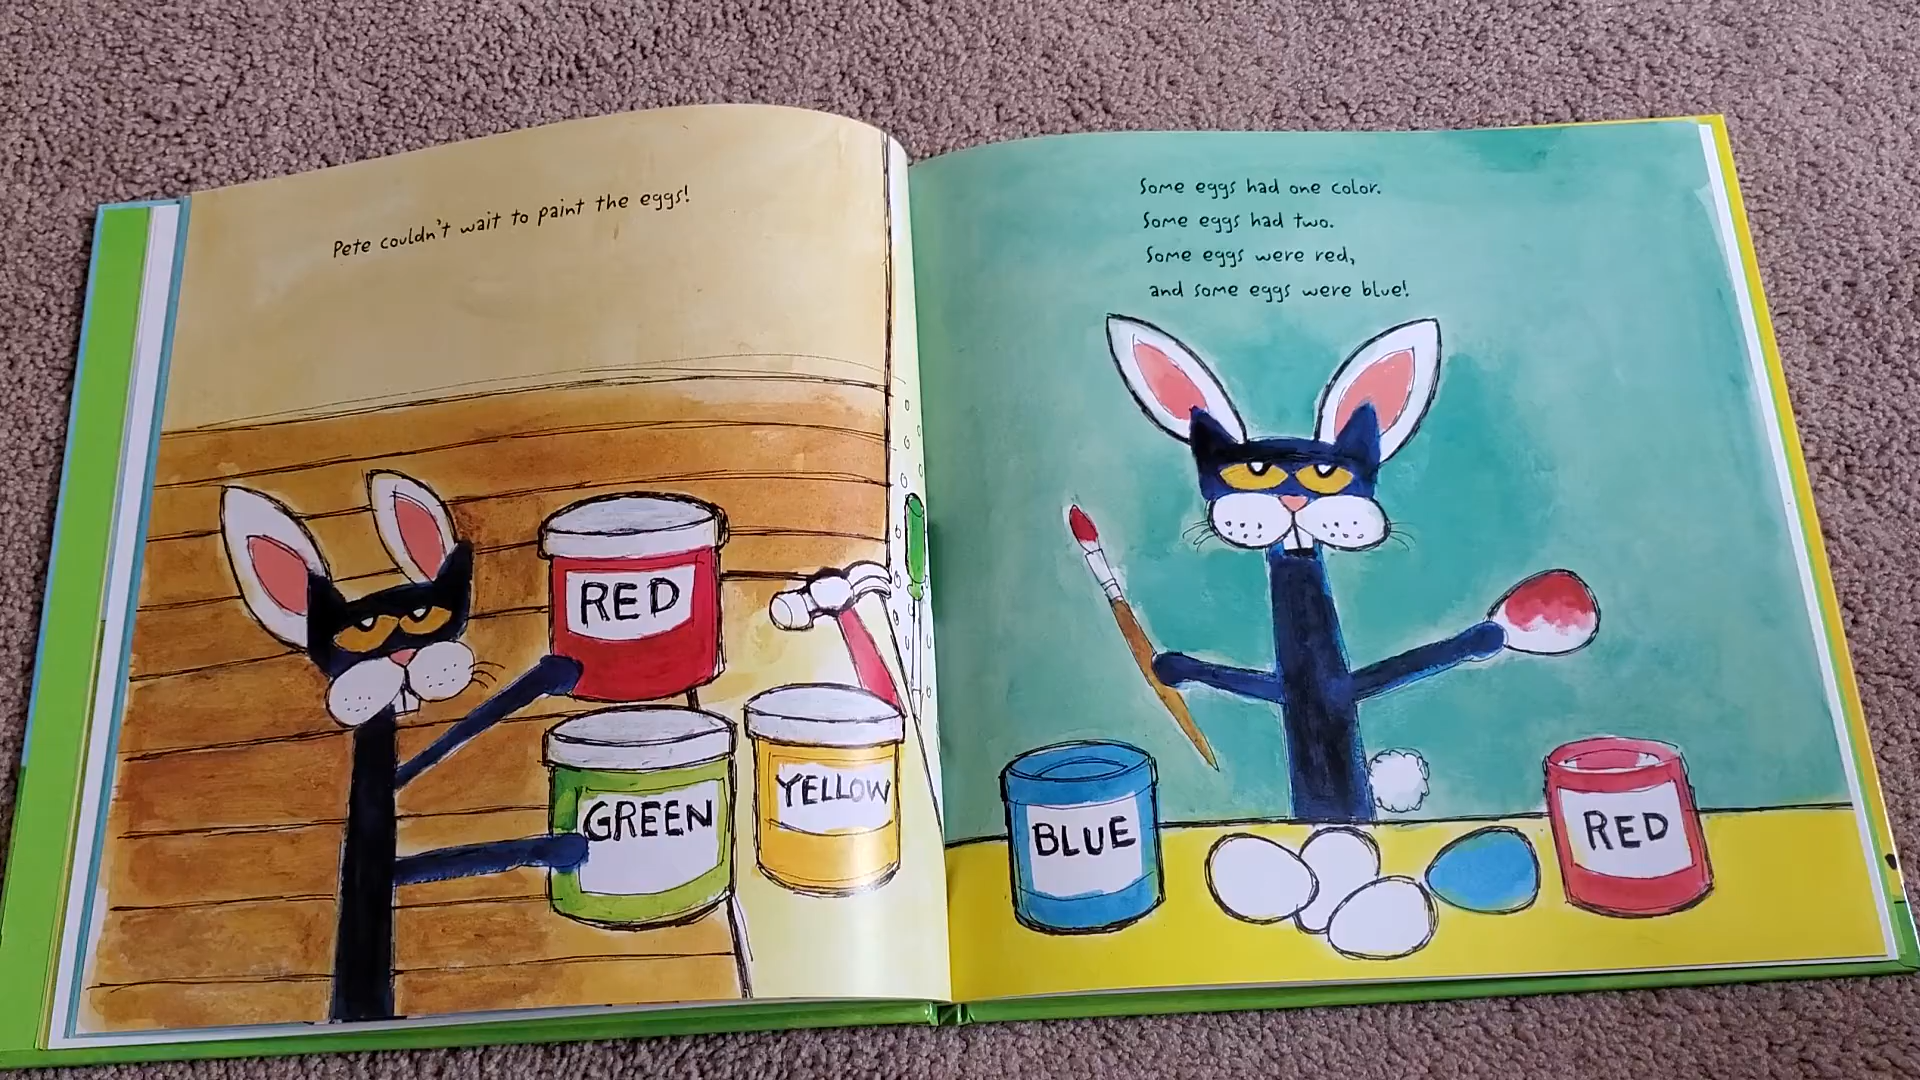 Pete couldn't wait to paint the eggs!
RED
GREEN
YELLOW
Some eggs had one color.
Some eggs had two.
Some eggs were red,
and some eggs were blue!
BLUE
RED